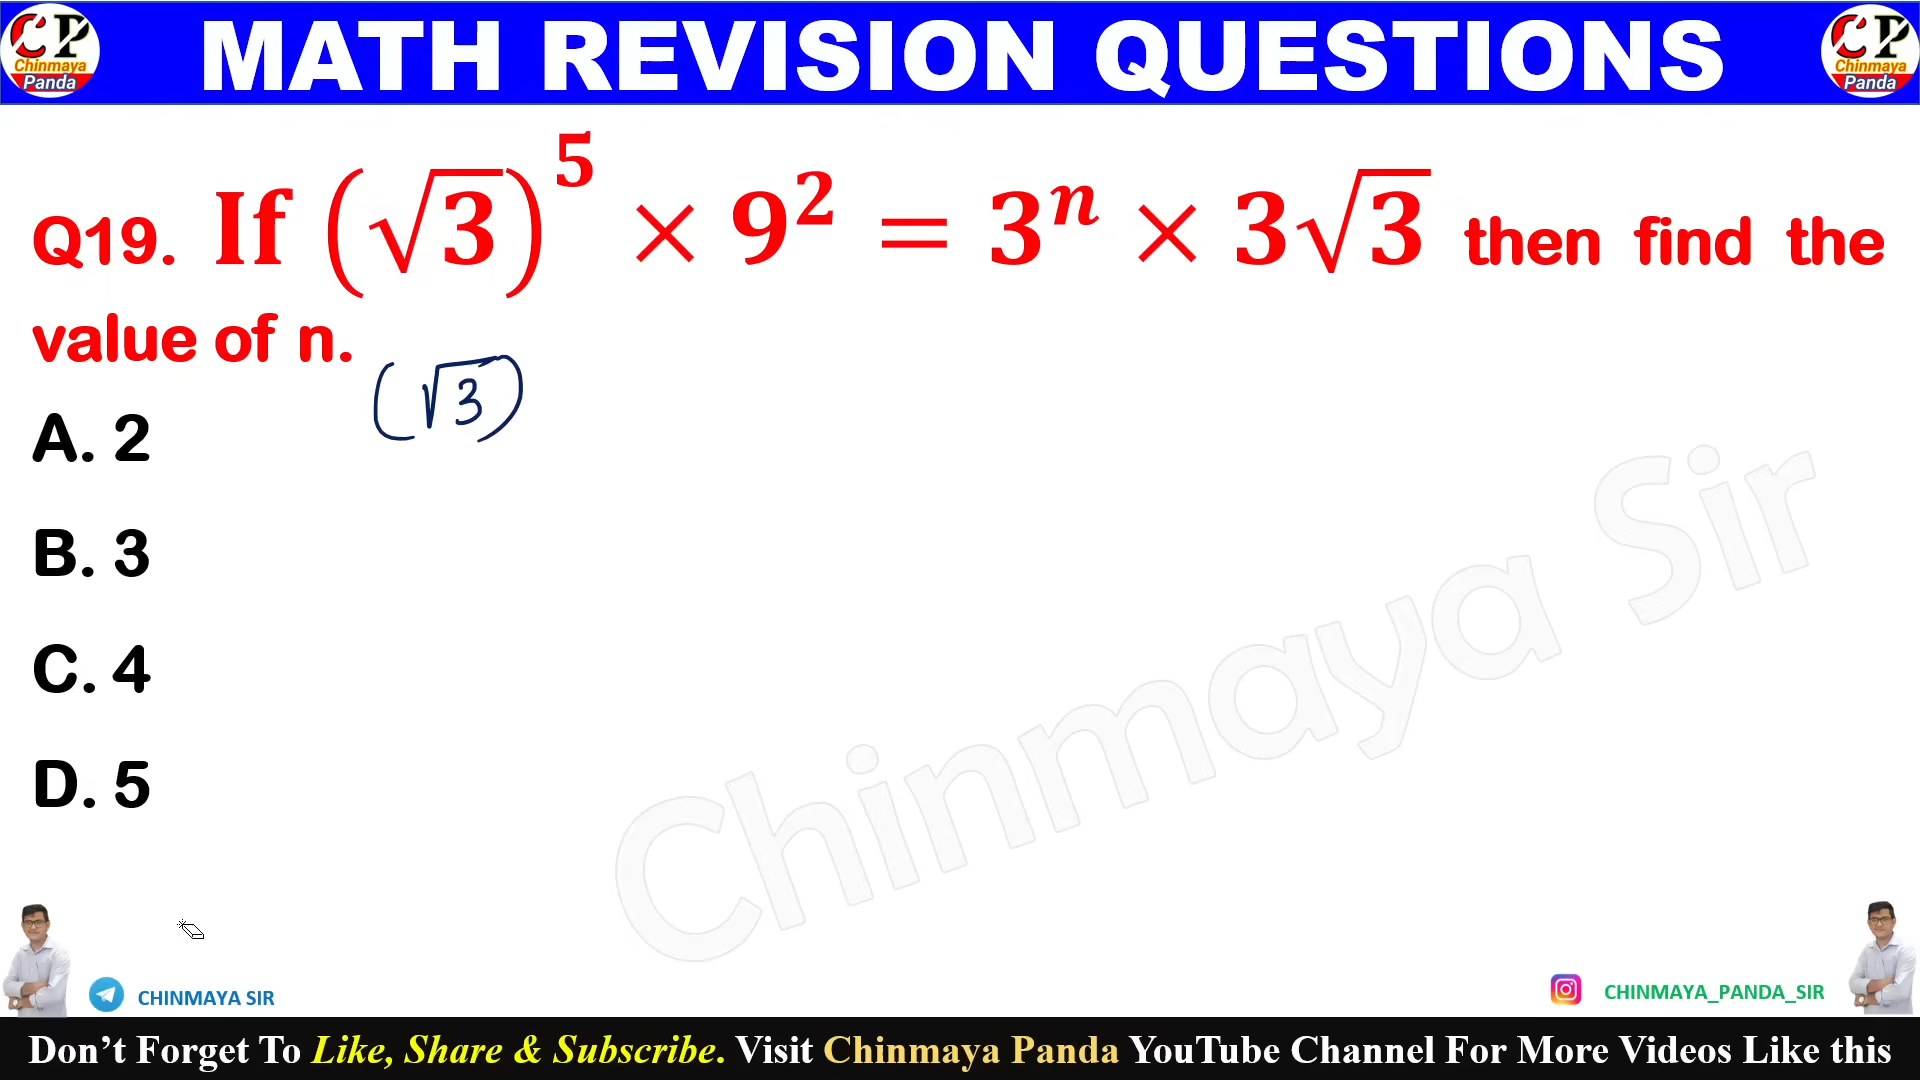 CP Chinmaya Panda
MATH REVISION QUESTIONS
CP Chinmaya Panda
Q19. If (√3)^5 × 9^2 = 3^n × 3√3 then find the
value of n.
(√3)
A. 2
B. 3
C. 4
D. 5
Chinmaya Sir
CHINMAYA SIR
CHINMAYA_PANDA_SIR
Don’t Forget To Like, Share & Subscribe. Visit Chinmaya Panda YouTube Channel For More Videos Like this